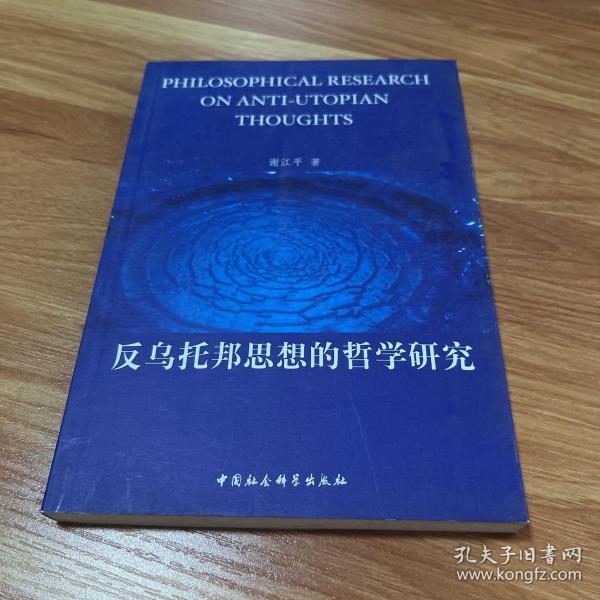 PHILOSOPHICAL RESEARCH
ON ANTI-UTOPIAN
THOUGHTS
谢江平 著
反乌托邦思想的哲学研究
中国社会科学出版社
孔夫子旧书网
www.kongfz.com